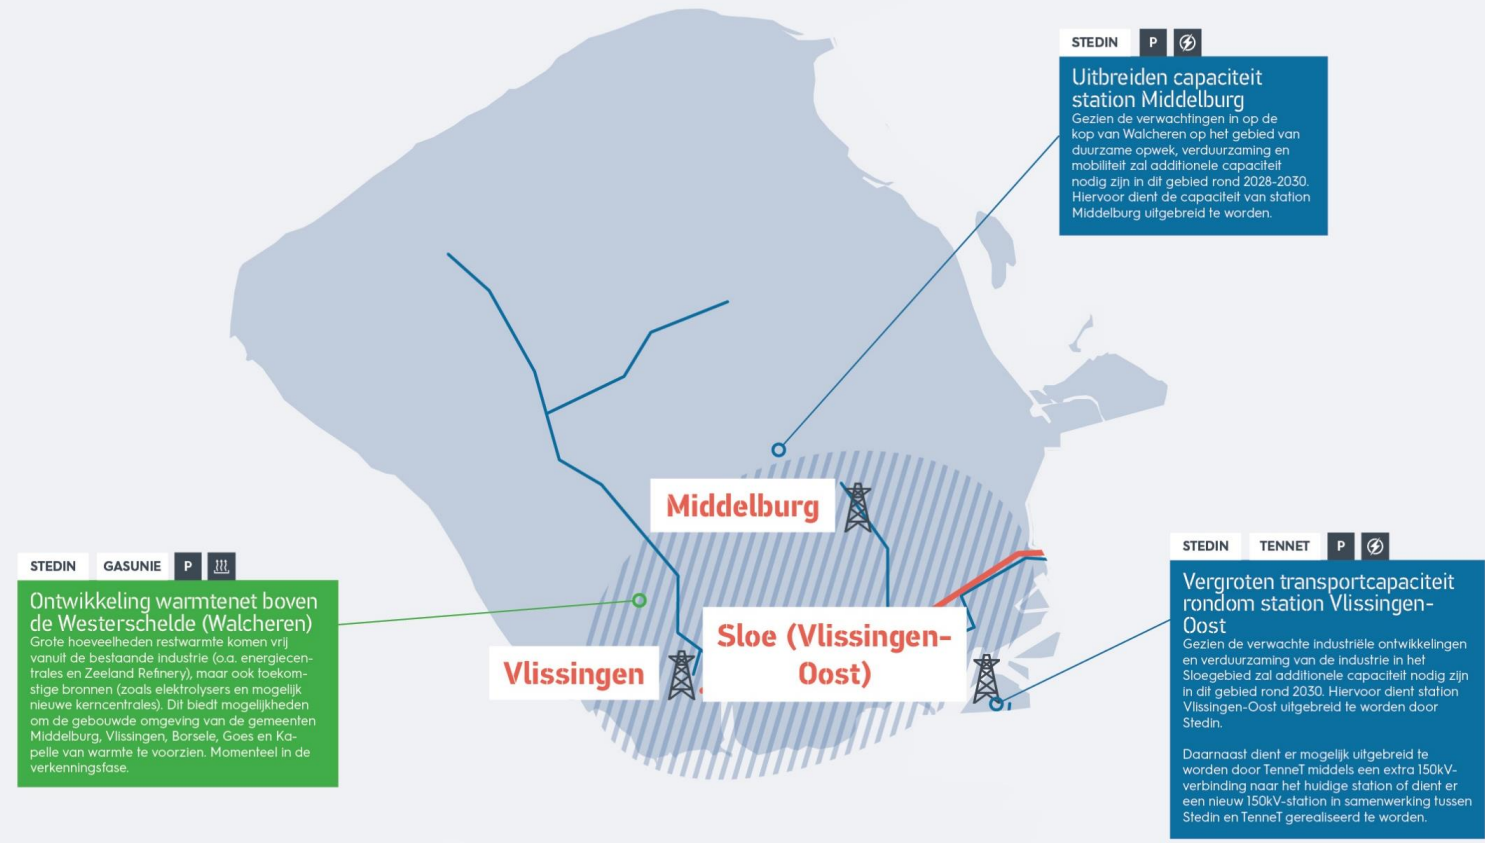 STEDIN P
Uitbreiden capaciteit
station Middelburg
Gezien de verwachtingen in op de
kop van Walcheren op het gebied van
duurzame opwek, verduurzaming en
mobiliteit zal additionele capaciteit
nodig zijn in dit gebied rond 2028-2030.
Hiervoor dient de capaciteit van station
Middelburg uitgebreid te worden.
Middelburg
STEDIN GASUNIE P
Ontwikkeling warmtenet boven
de Westerschelde (Walcheren)
Grote hoeveelheden restwarmte komen vrij
vanuit de bestaande industrie (o.a. energiecen-
trales en Zeeland Refinery), maar ook toekom-
stige bronnen (zoals elektrolysers en mogelijk
nieuwe kerncentrales). Dit biedt mogelijkheden
om de gebouwde omgeving van de gemeenten
Middelburg, Vlissingen, Borsele, Goes en Ka-
pelle van warmte te voorzien. Momenteel in de
verkenningsfase.
Vlissingen
Sloe (Vlissingen-
Oost)
STEDIN TENNET P
Vergroten transportcapaciteit
rondom station Vlissingen-
Oost
Gezien de verwachte industriële ontwikkelingen
en verduurzaming van de industrie in het
Sloegebied zal additionele capaciteit nodig zijn
in dit gebied rond 2030. Hiervoor dient station
Vlissingen-Oost uitgebreid te worden door
Stedin.
Daarnaast dient er mogelijk uitgebreid te
worden door TenneT middels een extra 150kV-
verbinding naar het huidige station of dient er
een nieuw 150kV-station in samenwerking tussen
Stedin en TenneT gerealiseerd te worden.